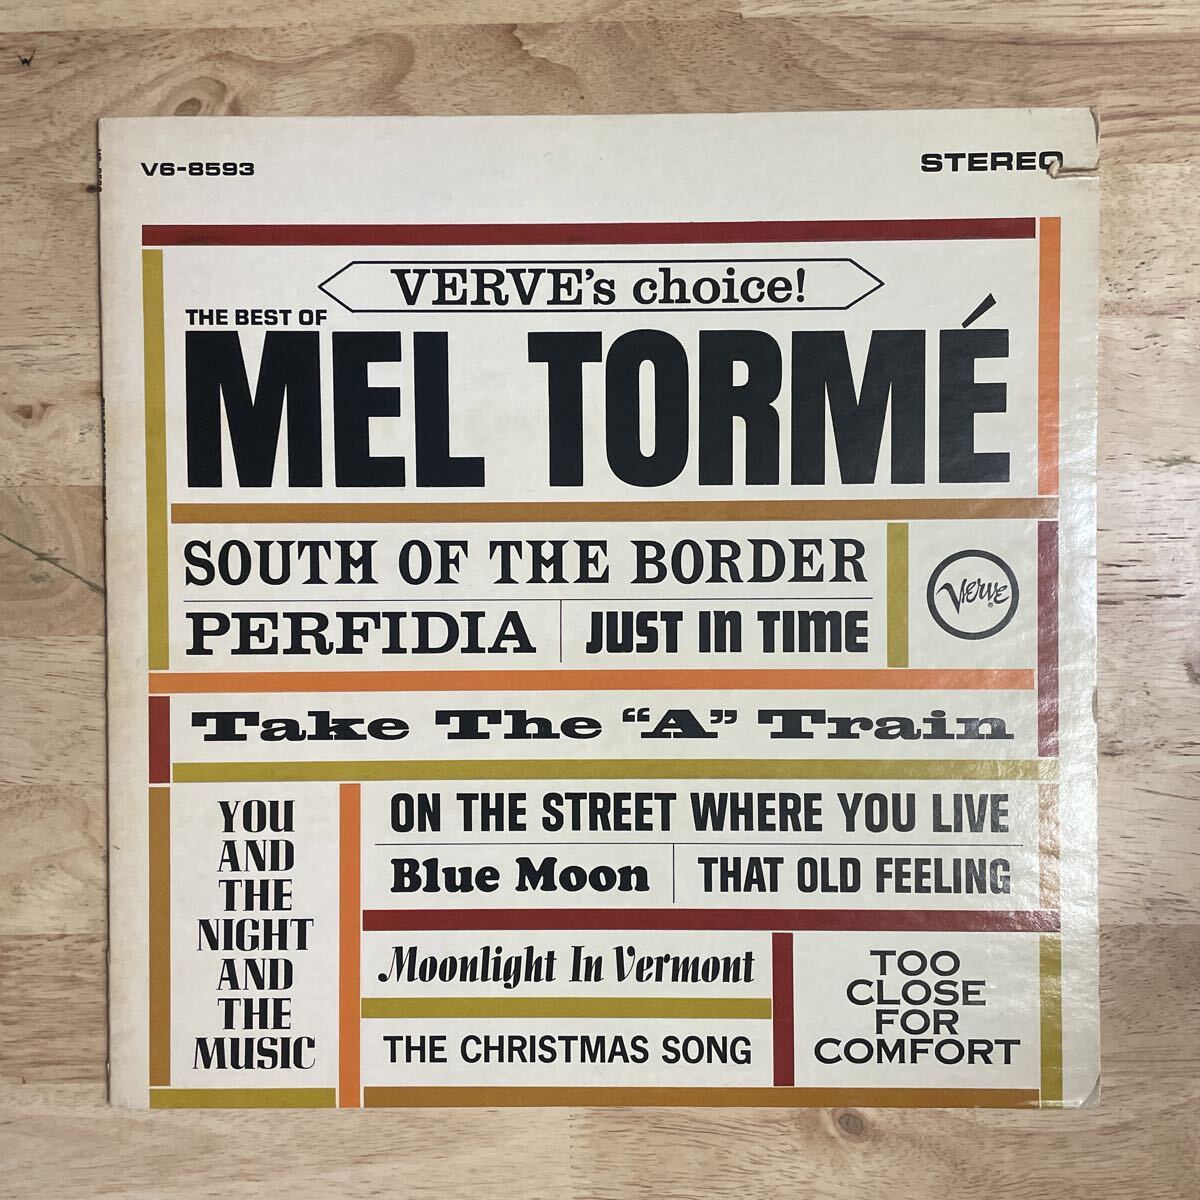 V6-8593
STEREO
VERVE's choice!
THE BEST OF
MEL TORMÉ
SOUTH OF THE BORDER
Verve®
PERFIDIA
JUST IN TIME
Take The “A” Train
YOU
AND
THE
NIGHT
AND
THE
MUSIC
ON THE STREET WHERE YOU LIVE
Blue Moon
THAT OLD FEELING
Moonlight In Vermont
THE CHRISTMAS SONG
TOO
CLOSE
FOR
COMFORT